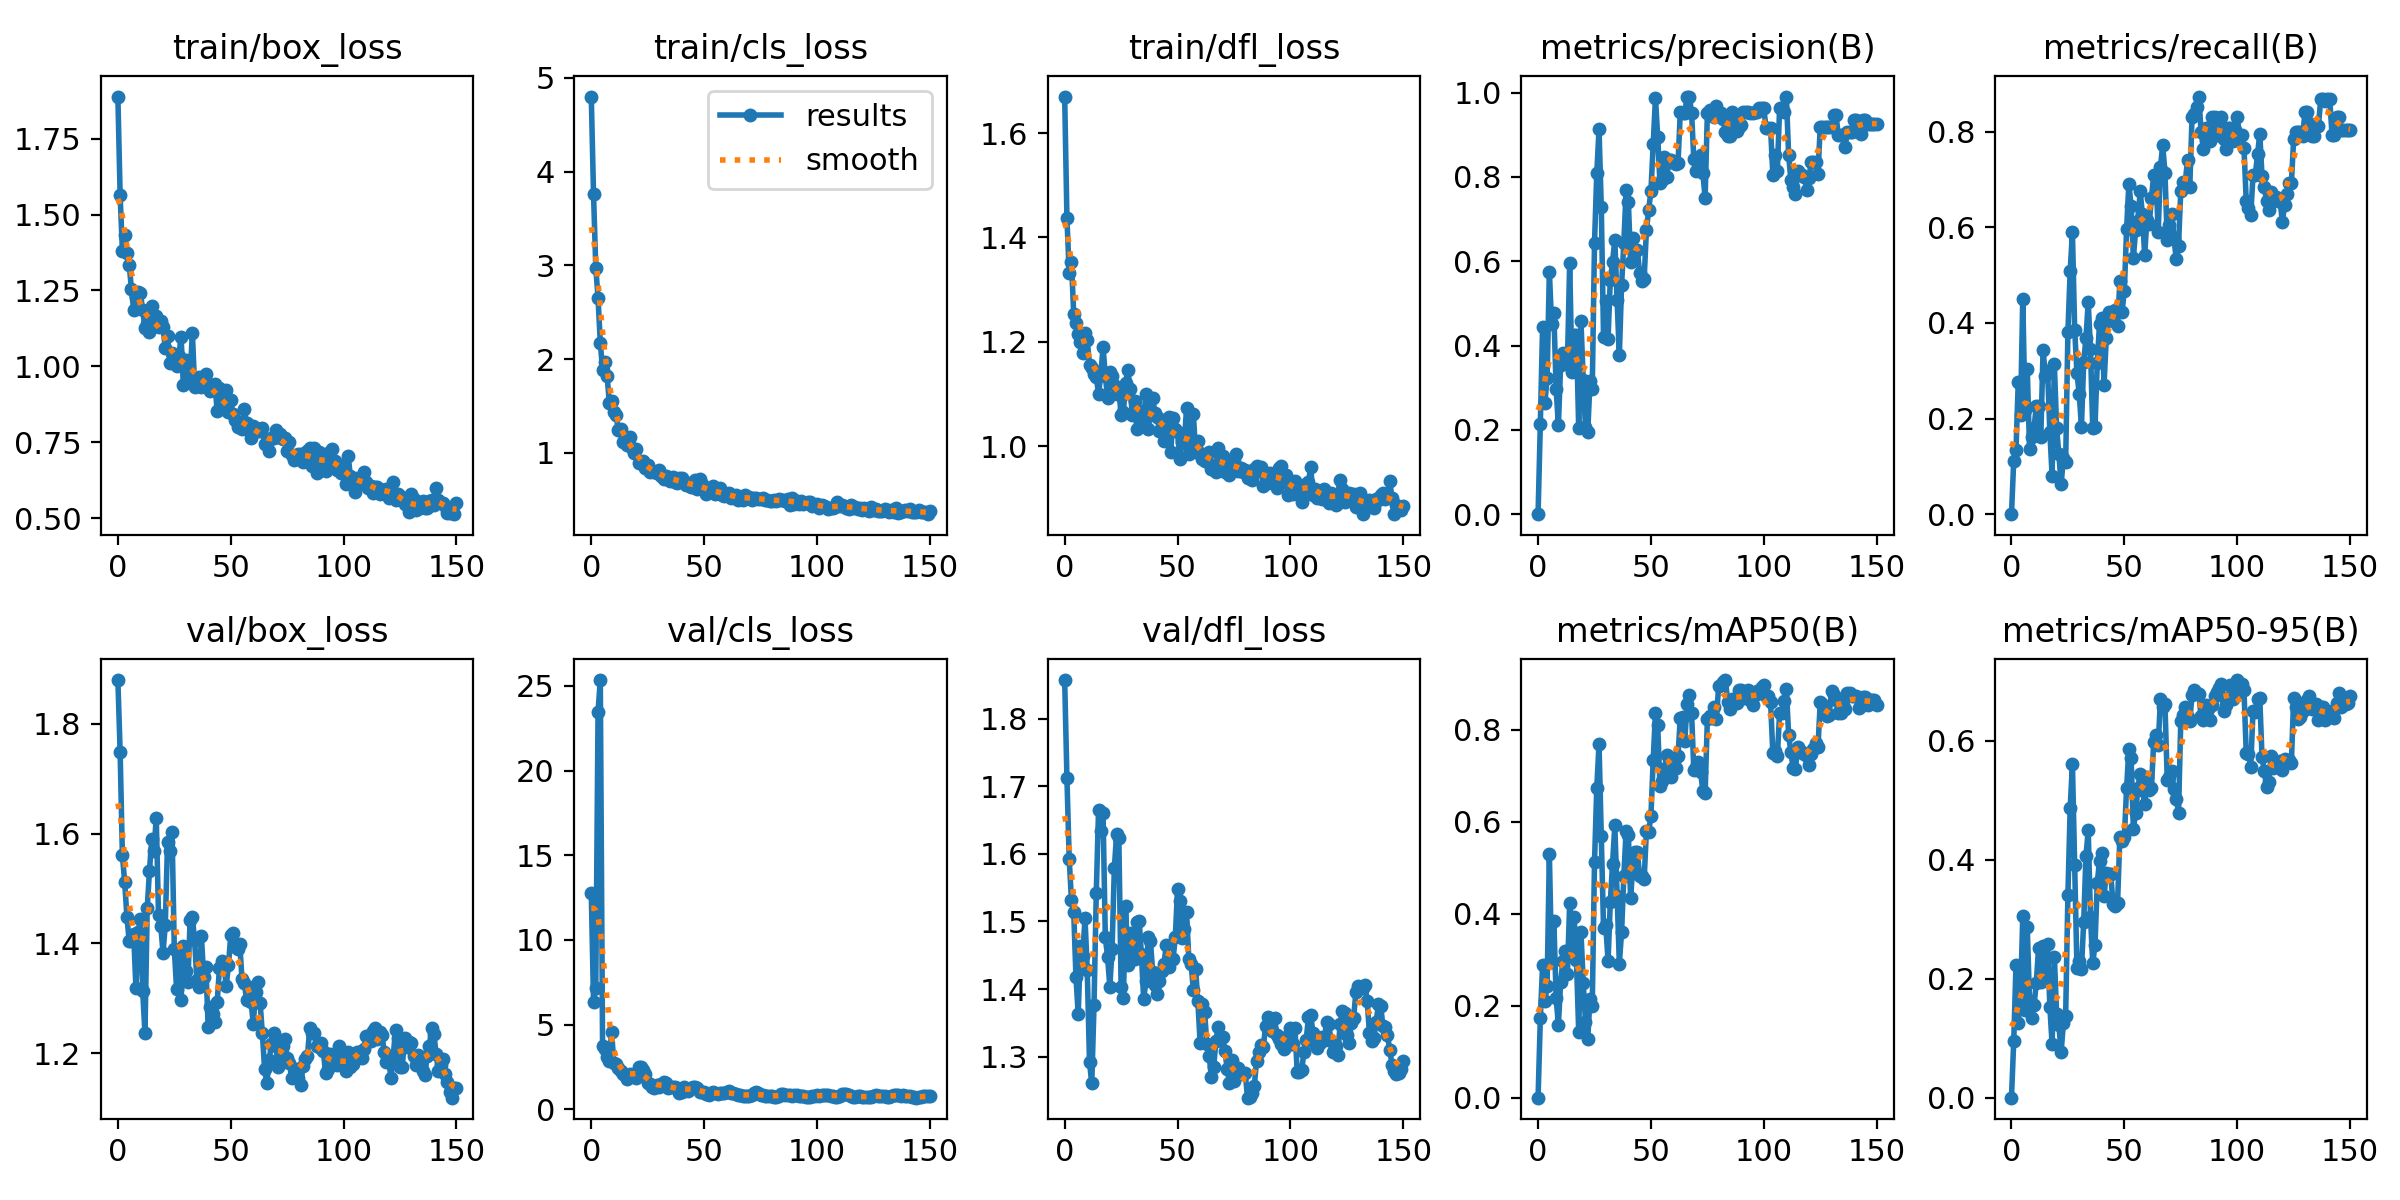 train/box_loss
1.75
1.50
1.25
1.00
0.75
0.50
0 50 100 150
train/cls_loss
5
4
3
2
1
results
smooth
0 50 100 150
train/dfl_loss
1.6
1.4
1.2
1.0
0 50 100 150
metrics/precision(B)
1.0
0.8
0.6
0.4
0.2
0.0
0 50 100 150
metrics/recall(B)
0.8
0.6
0.4
0.2
0.0
0 50 100 150
val/box_loss
1.8
1.6
1.4
1.2
0 50 100 150
val/cls_loss
25
20
15
10
5
0
0 50 100 150
val/dfl_loss
1.8
1.7
1.6
1.5
1.4
1.3
0 50 100 150
metrics/mAP50(B)
0.8
0.6
0.4
0.2
0.0
0 50 100 150
metrics/mAP50-95(B)
0.6
0.4
0.2
0.0
0 50 100 150